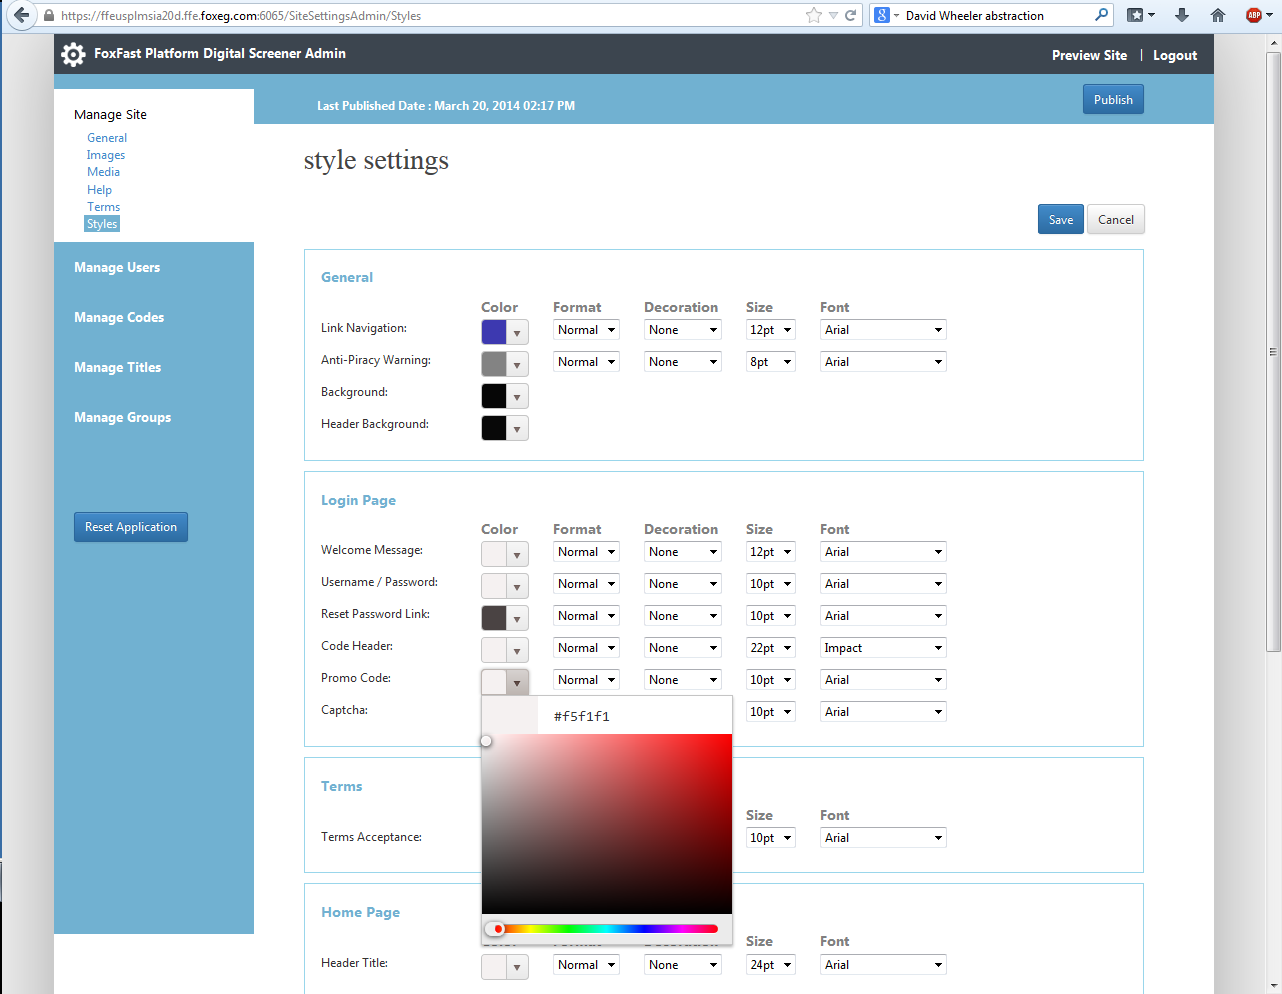 https://ffeusplmsia20d.ffe.foxeg.com:6065/SiteSettingsAdmin/Styles
8 David Wheeler abstraction
ABP
FoxFast Platform Digital Screener Admin
Preview Site | Logout
Last Published Date : March 20, 2014 02:17 PM
Publish
Manage Site
General
Images
Media
Help
Terms
Styles
Manage Users
Manage Codes
Manage Titles
Manage Groups
Reset Application
style settings
Save Cancel
General
Color Format Decoration Size Font
Link Navigation: Normal None 12pt Arial
Anti-Piracy Warning: Normal None 8pt Arial
Background:
Header Background:
Login Page
Color Format Decoration Size Font
Welcome Message: Normal None 12pt Arial
Username / Password: Normal None 10pt Arial
Reset Password Link: Normal None 10pt Arial
Code Header: Normal None 22pt Impact
Promo Code: Normal None 10pt Arial
Captcha: 10pt Arial
#f5f1f1
Terms
Size Font
Terms Acceptance: 10pt Arial
Home Page
Size Font
Header Title: Normal None 24pt Arial